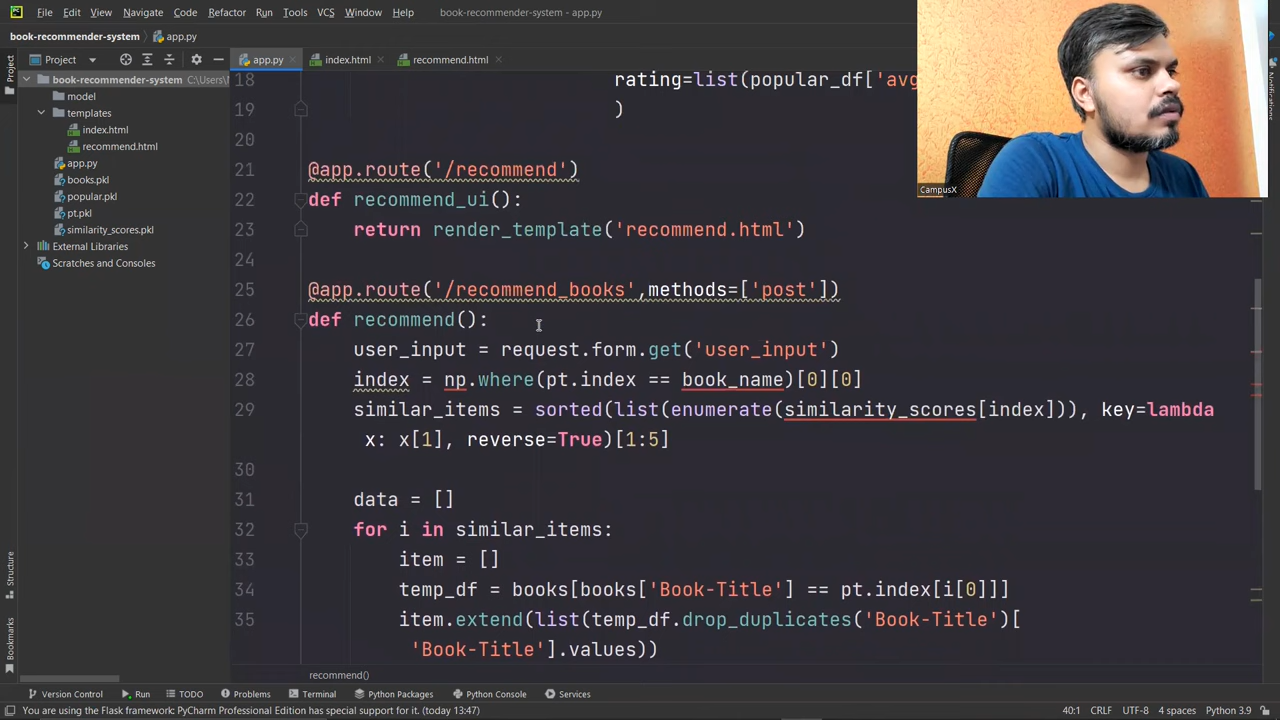 File Edit View Navigate Code Refactor Run Tools VCS Window Help book-recommender-system - app.py
book-recommender-system app.py
Project app.py index.html recommend.html
book-recommender-system C:\Users\
model
templates
index.html
recommend.html
app.py
books.pkl
popular.pkl
pt.pkl
similarity_scores.pkl
External Libraries
Scratches and Consoles
18 rating=list(popular_df['avg
19 )
20
21 @app.route('/recommend')
22 def recommend_ui():
23 return render_template('recommend.html')
24
25 @app.route('/recommend_books',methods=['post'])
26 def recommend():
27 user_input = request.form.get('user_input')
28 index = np.where(pt.index == book_name)[0][0]
29 similar_items = sorted(list(enumerate(similarity_scores[index])), key=lambda
x: x[1], reverse=True)[1:5]
30
31 data = []
32 for i in similar_items:
33 item = []
34 temp_df = books[books['Book-Title'] == pt.index[i[0]]]
35 item.extend(list(temp_df.drop_duplicates('Book-Title')[
'Book-Title'].values))
recommend()
CampusX
Project
Structure
Bookmarks
Notifications
Version Control Run TODO Problems Terminal Python Packages Python Console Services
You are using the Flask framework: PyCharm Professional Edition has special support for it. (today 13:47) 40:1 CRLF UTF-8 4 spaces Python 3.9